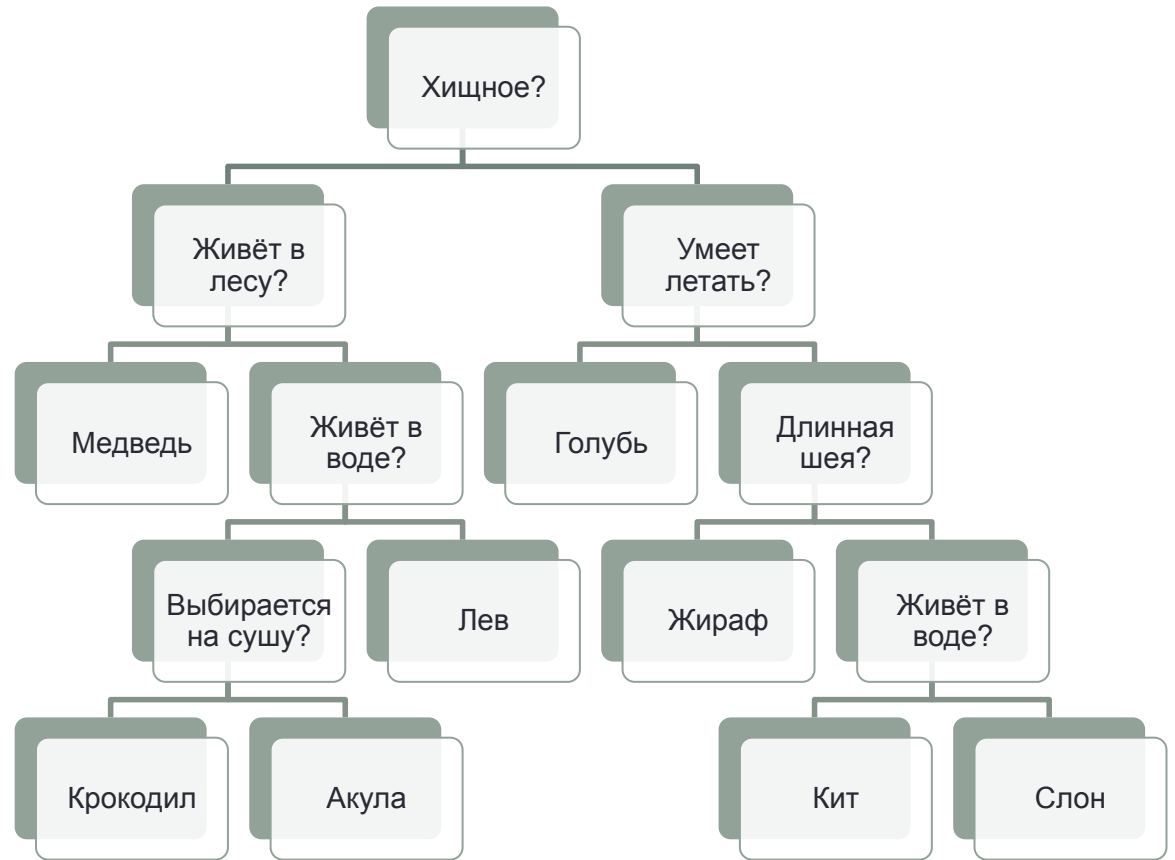 Хищное?
Живёт в
лесу?
Умеет
летать?
Медведь
Живёт в
воде?
Голубь
Длинная
шея?
Выбирается
на сушу?
Лев
Жираф
Живёт в
воде?
Крокодил
Акула
Кит
Слон